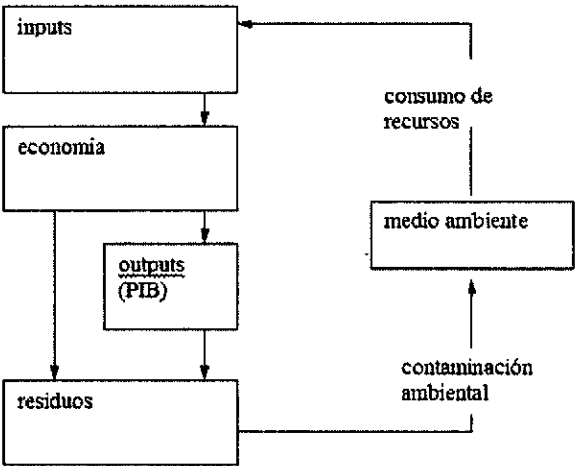 inputs
consumo de
recursos
economia
medio ambiente
outputs
(PIB)
contaminación
ambiental
residuos